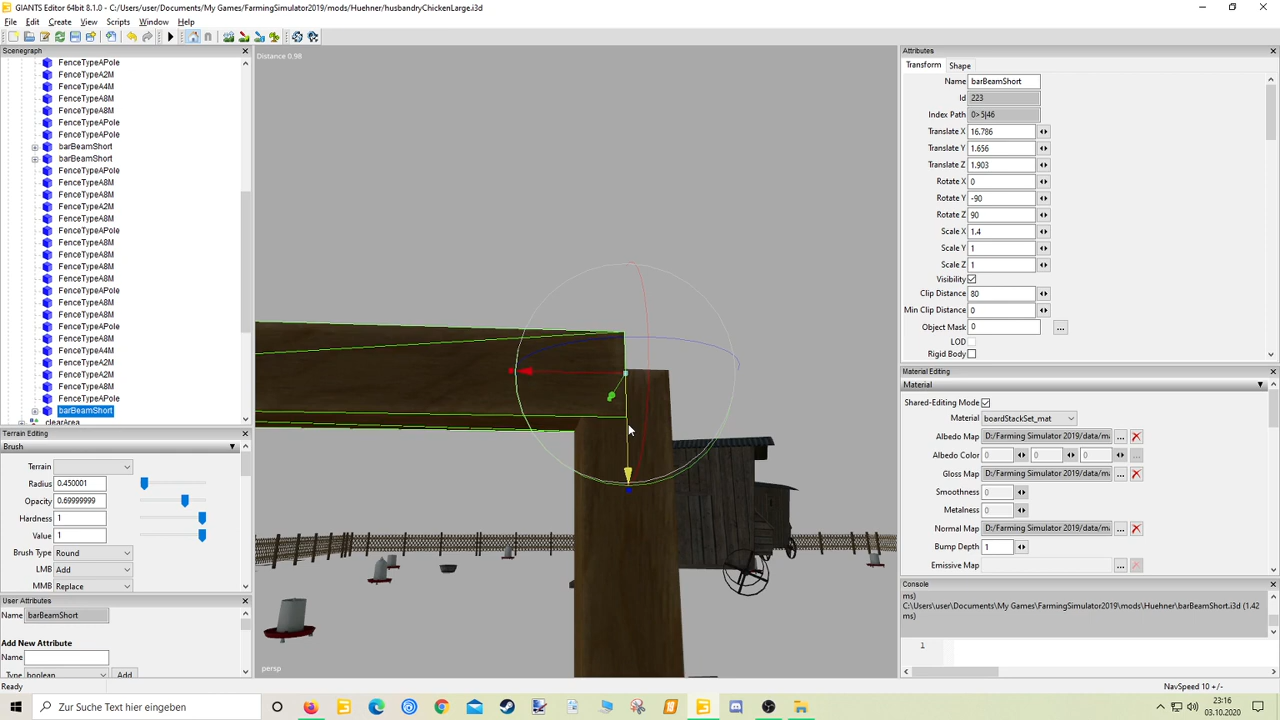 GIANTS Editor 64bit 8.1.0 - C:/Users/user/Documents/My Games/FarmingSimulator2019/mods/Huehner/husbandryChickenLarge.i3d
File Edit Create View Scripts Window Help
Scenegraph
FenceTypeAPole
FenceTypeA2M
FenceTypeA4M
FenceTypeA8M
FenceTypeA8M
FenceTypeAPole
FenceTypeAPole
barBeamShort
barBeamShort
FenceTypeAPole
FenceTypeA8M
FenceTypeA8M
FenceTypeA2M
FenceTypeA8M
FenceTypeAPole
FenceTypeA8M
FenceTypeA8M
FenceTypeA8M
FenceTypeA8M
FenceTypeAPole
FenceTypeA8M
FenceTypeA8M
FenceTypeAPole
FenceTypeA8M
FenceTypeA4M
FenceTypeA2M
FenceTypeA2M
FenceTypeA8M
FenceTypeAPole
barBeamShort
clearArea
Terrain Editing
Brush
Terrain
Radius 0.450001
Opacity 0.69999999
Hardness 1
Value 1
Brush Type Round
LMB Add
MMB Replace
User Attributes
Name barBeamShort
Add New Attribute
Name
Type boolean Add
Ready
Distance 0.98
persp
Attributes
Transform Shape
Name barBeamShort
Id 223
Index Path 0>5|46
Translate X 16.786
Translate Y 1.656
Translate Z 1.903
Rotate X 0
Rotate Y -90
Rotate Z 90
Scale X 1.4
Scale Y 1
Scale Z 1
Visibility
Clip Distance 80
Min Clip Distance 0
Object Mask 0 ...
LOD
Rigid Body
Material Editing
Material
Shared-Editing Mode
Material boardStackSet_mat
Albedo Map D:/Farming Simulator 2019/data/ma ...
Albedo Color 0 0 0 ...
Gloss Map D:/Farming Simulator 2019/data/ma ...
Smoothness 0
Metalness 0
Normal Map D:/Farming Simulator 2019/data/ma ...
Bump Depth 1
Emissive Map ...
Console
ms)
C:\Users\user\Documents\My Games\FarmingSimulator2019\mods\Huehner\barBeamShort.i3d (1.42
ms)
1
NavSpeed 10 +/-
Zur Suche Text hier eingeben
23:16
03.10.2020